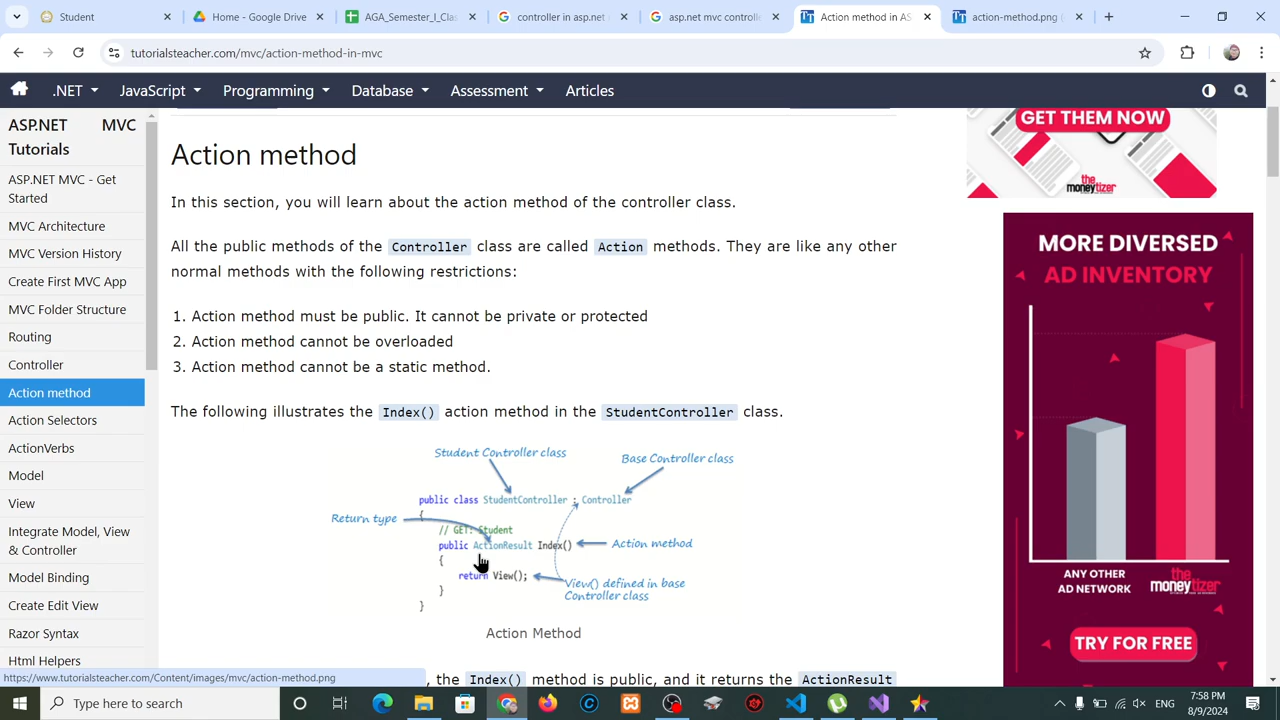 Student
Home - Google Drive
AGA_Semester_I_Clas
controller in asp.net
asp.net mvc control
Action method in AS
action-method.png (
tutorialsteacher.com/mvc/action-method-in-mvc
.NET
JavaScript
Programming
Database
Assessment
Articles
ASP.NET MVC
Tutorials
ASP.NET MVC - Get
Started
MVC Architecture
MVC Version History
Create First MVC App
MVC Folder Structure
Routing
Controller
Action method
Action Selectors
ActionVerbs
Model
View
Integrate Model, View
& Controller
Model Binding
Create Edit View
Razor Syntax
Html Helpers
Action method
In this section, you will learn about the action method of the controller class.
All the public methods of the Controller class are called Action methods. They are like any other
normal methods with the following restrictions:
1. Action method must be public. It cannot be private or protected
2. Action method cannot be overloaded
3. Action method cannot be a static method.
The following illustrates the Index() action method in the StudentController class.
Student Controller class
Base Controller class
public class StudentController : Controller
Return type
{
// GET: Student
public ActionResult Index()
Action method
{
return View();
View() defined in base
Controller class
}
}
Action Method
, the Index() method is public, and it returns the ActionResult
https://www.tutorialsteacher.com/Content/images/mvc/action-method.png
GET THEM NOW
the
moneytizer
MORE DIVERSED
AD INVENTORY
ANY OTHER
AD NETWORK
the
moneytizer
TRY FOR FREE
Type here to search
ENG
7:58 PM
8/9/2024